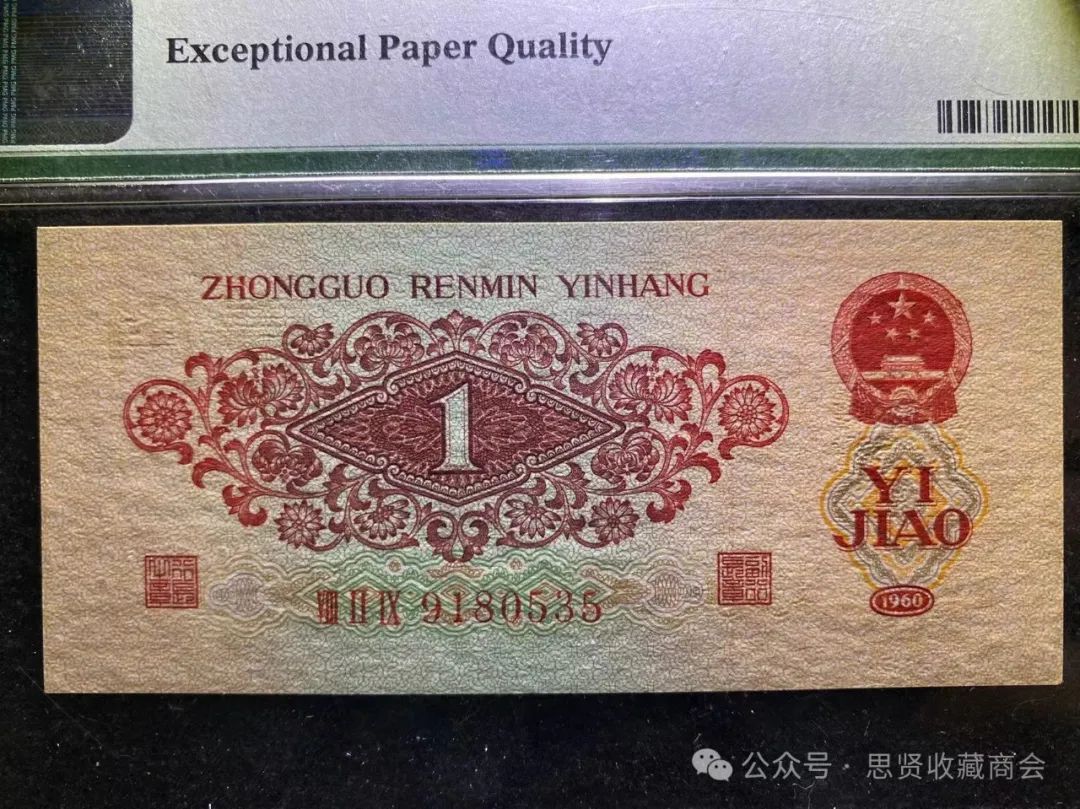 Exceptional Paper Quality
ZHONGGUO RENMIN YINHANG
1
YI
JIAO
VIII II IX 9180535
1960
公众号 · 思贤收藏商会